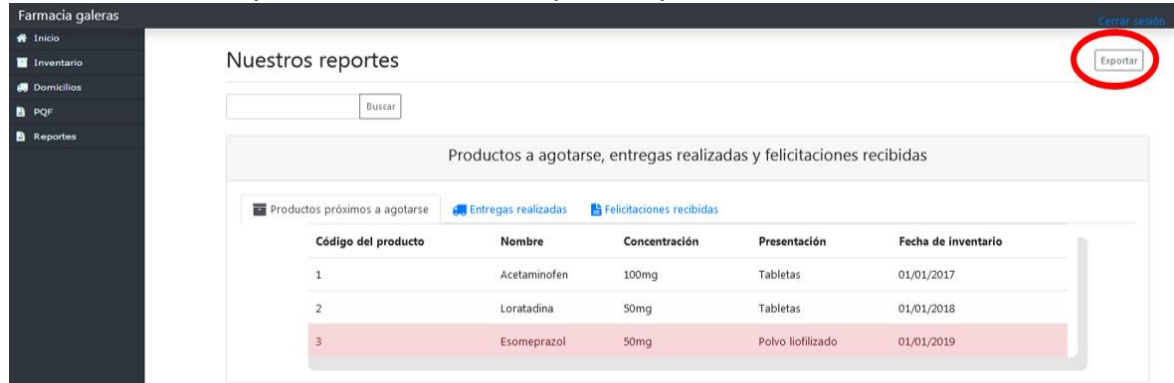 Farmacia galeras
Cerrar sesión
Inicio
Inventario
Domicilios
PQF
Reportes
Nuestros reportes
Exportar
Buscar
Productos a agotarse, entregas realizadas y felicitaciones recibidas
Productos próximos a agotarse Entregas realizadas Felicitaciones recibidas
Código del producto Nombre Concentración Presentación Fecha de inventario
1 Acetaminofen 100mg Tabletas 01/01/2017
2 Loratadina 50mg Tabletas 01/01/2018
3 Esomeprazol 50mg Polvo liofilizado 01/01/2019